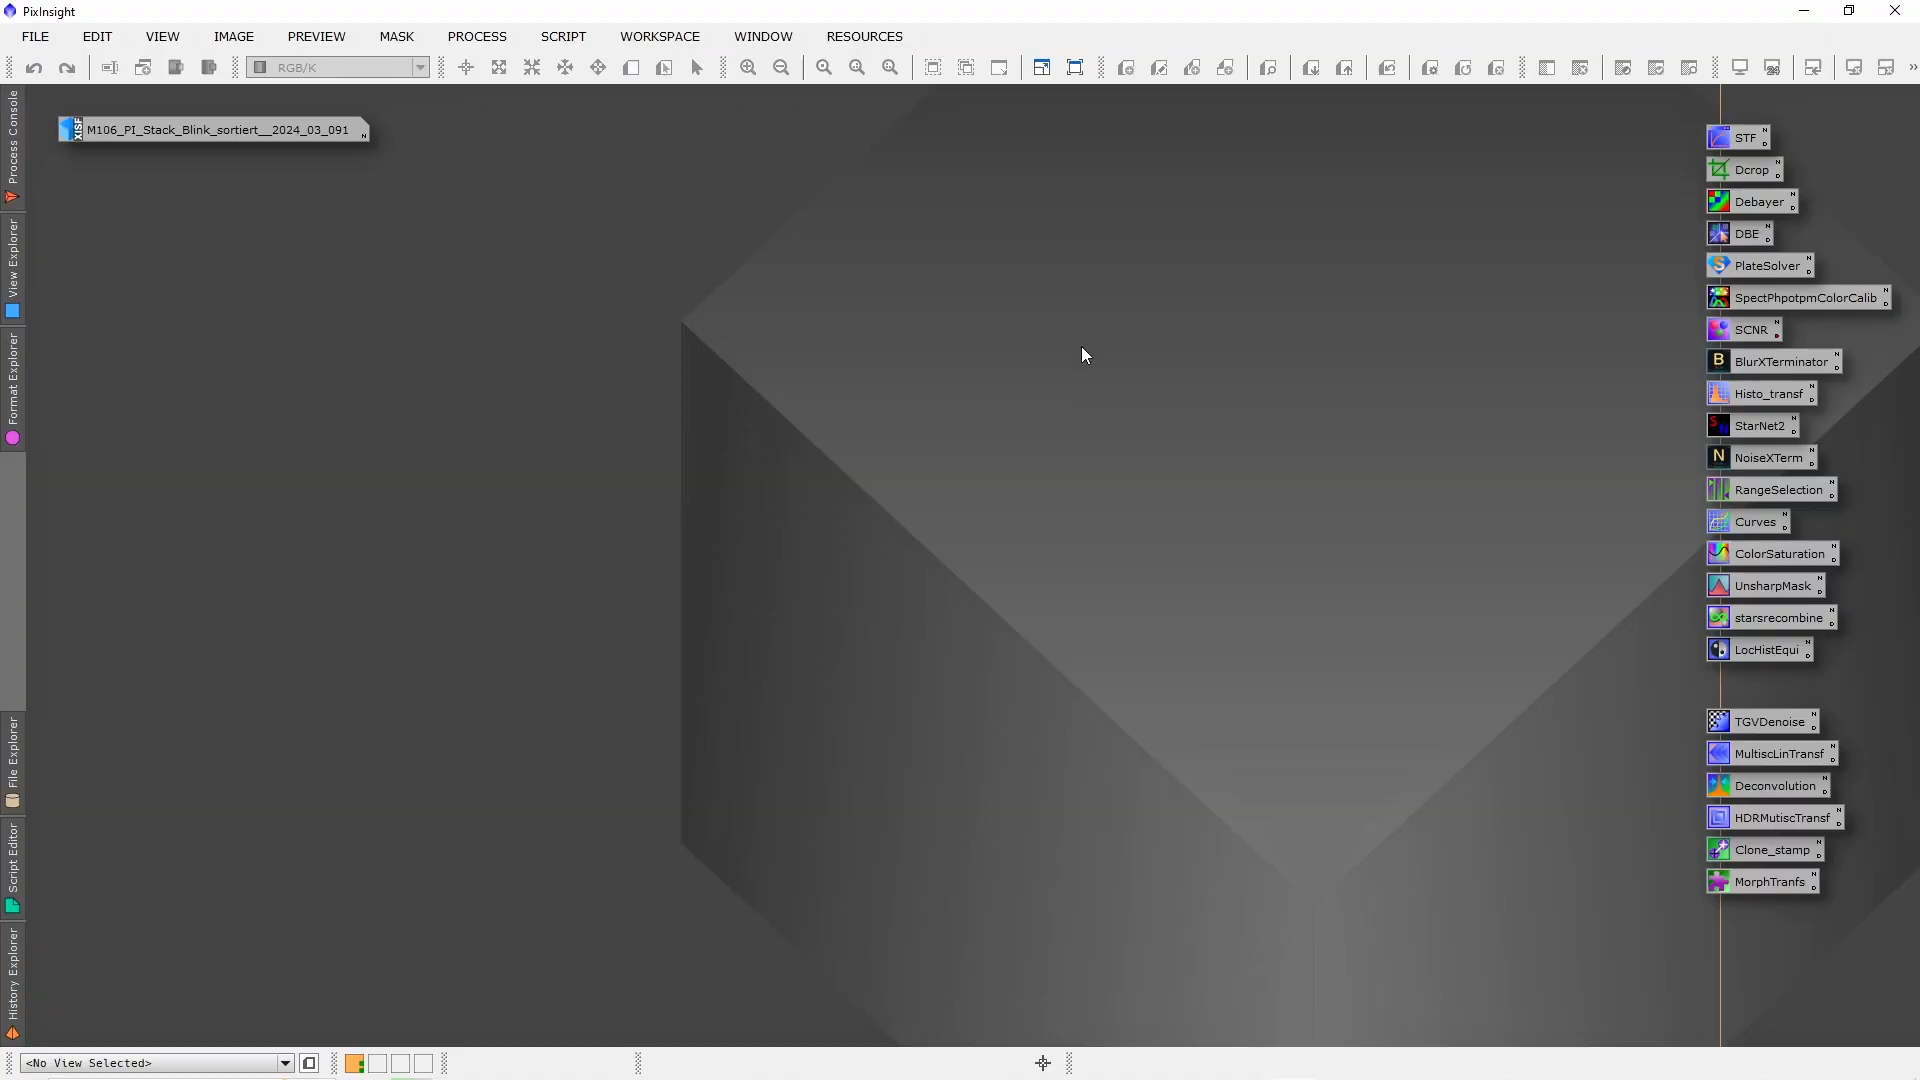 PixInsight
FILE EDIT VIEW IMAGE PREVIEW MASK PROCESS SCRIPT WORKSPACE WINDOW RESOURCES
RGB/K
24
»
Process Console
View Explorer
Format Explorer
File Explorer
Script Editor
History Explorer
XISF
M106_PI_Stack_Blink_sortiert__2024_03_091
N
STF
N
D
Dcrop
N
D
Debayer
N
D
DBE
N
D
S
PlateSolver
N
D
SpectPhpotpmColorCalib
N
D
SCNR
N
D
B
BlurXTerminator
N
D
Histo_transf
N
D
S
N
StarNet2
N
D
N
NoiseXTerm
N
D
RangeSelection
N
D
Curves
N
D
ColorSaturation
N
D
UnsharpMask
N
D
starsrecombine
N
D
LocHistEqui
N
D
TGVDenoise
N
D
MultiscLinTransf
N
D
Deconvolution
N
D
HDRMutiscTransf
N
D
Clone_stamp
N
D
MorphTranfs
N
D
<No View Selected>